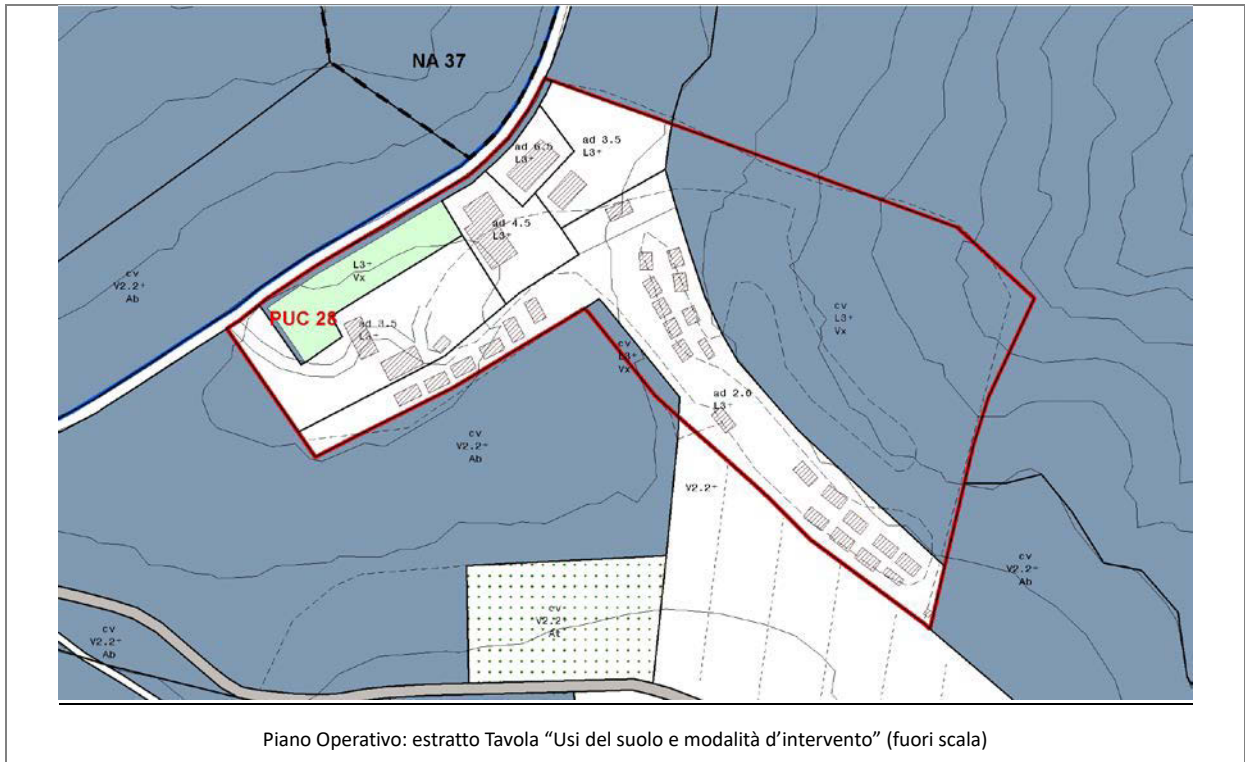 NA 37
ad 6.5
L3+
ad 3.5
L3+
ad 4.5
L3+
L3+
Vx
cv
V2.2+
Ab
PUC 28
ad 3.5
L3+
cv
L3+
Vx
cv
L3+
Vx
ad 2.0
L3+
cv
V2.2+
Ab
V2.2+
cv
V2.2+
Ab
cv
V2.2+
At
cv
V2.2+
Ab
Piano Operativo: estratto Tavola “Usi del suolo e modalità d’intervento” (fuori scala)